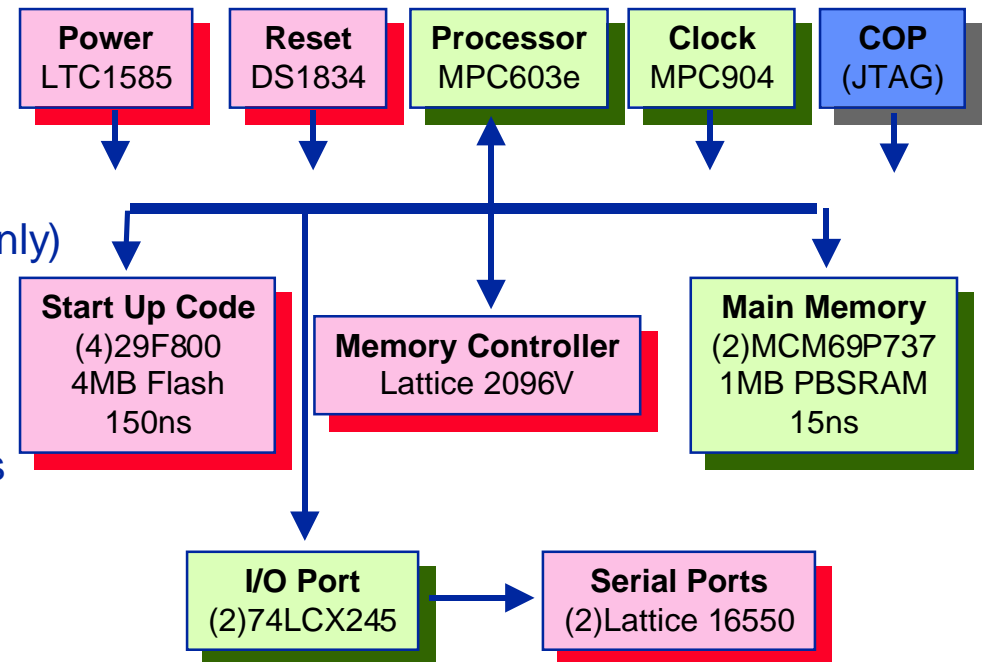 Power
LTC1585
Reset
DS1834
Processor
MPC603e
Clock
MPC904
COP
(JTAG)
nly)
Start Up Code
(4)29F800
4MB Flash
150ns
Memory Controller
Lattice 2096V
Main Memory
(2)MCM69P737
1MB PBSRAM
15ns
s
I/O Port
(2)74LCX245
Serial Ports
(2)Lattice 16550